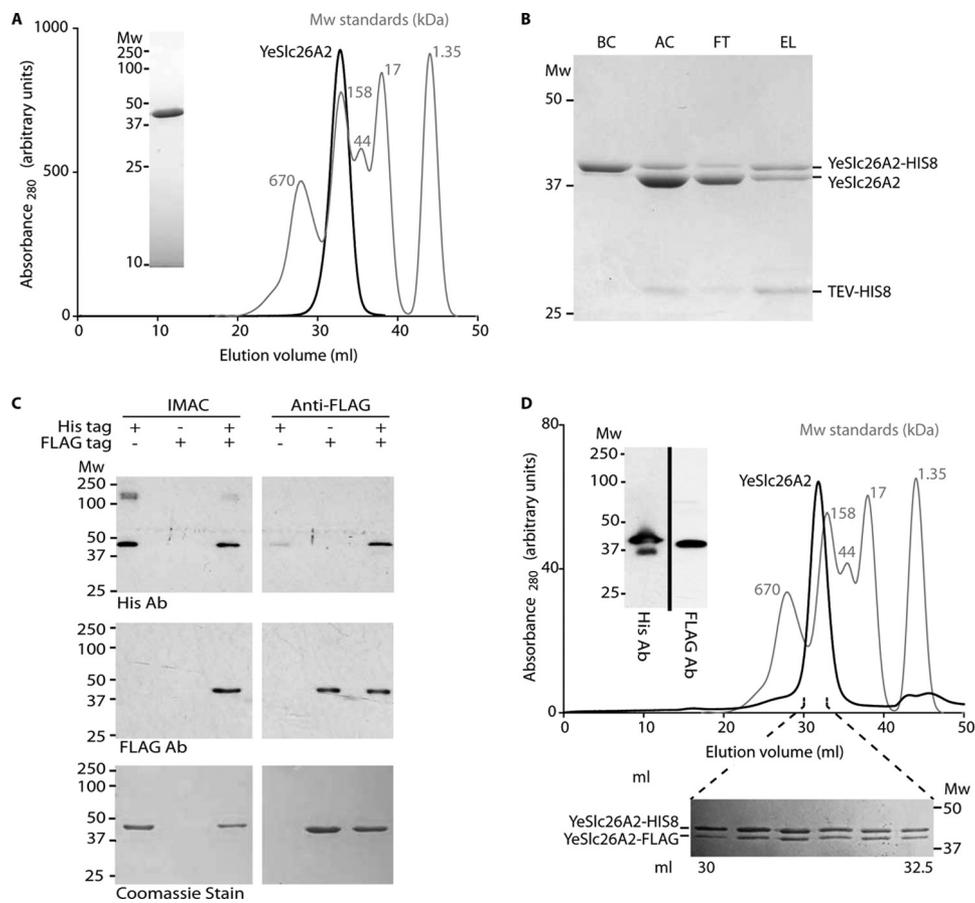 A
Mw standards (kDa)
1000
500
0
Absorbance 280 (arbitrary units)
Mw
250
100
50
37
25
10
YeSlc26A2
670
158
44
17
1.35
0 10 20 30 40 50
Elution volume (ml)
B
BC AC FT EL
Mw
50
37
25
YeSlc26A2-HIS8
YeSlc26A2
TEV-HIS8
C
IMAC Anti-FLAG
His tag + - + + - +
FLAG tag - + + - + +
Mw
250
100
50
37
25
His Ab
250
100
50
37
25
FLAG Ab
250
100
50
37
25
Coomassie Stain
D
Mw standards (kDa)
80
40
0
Absorbance 280 (arbitrary units)
Mw
250
100
50
37
25
His Ab
FLAG Ab
YeSlc26A2
670
158
44
17
1.35
0 10 20 30 40 50
Elution volume (ml)
ml
Mw
50
37
YeSlc26A2-HIS8
YeSlc26A2-FLAG
ml 30 32.5